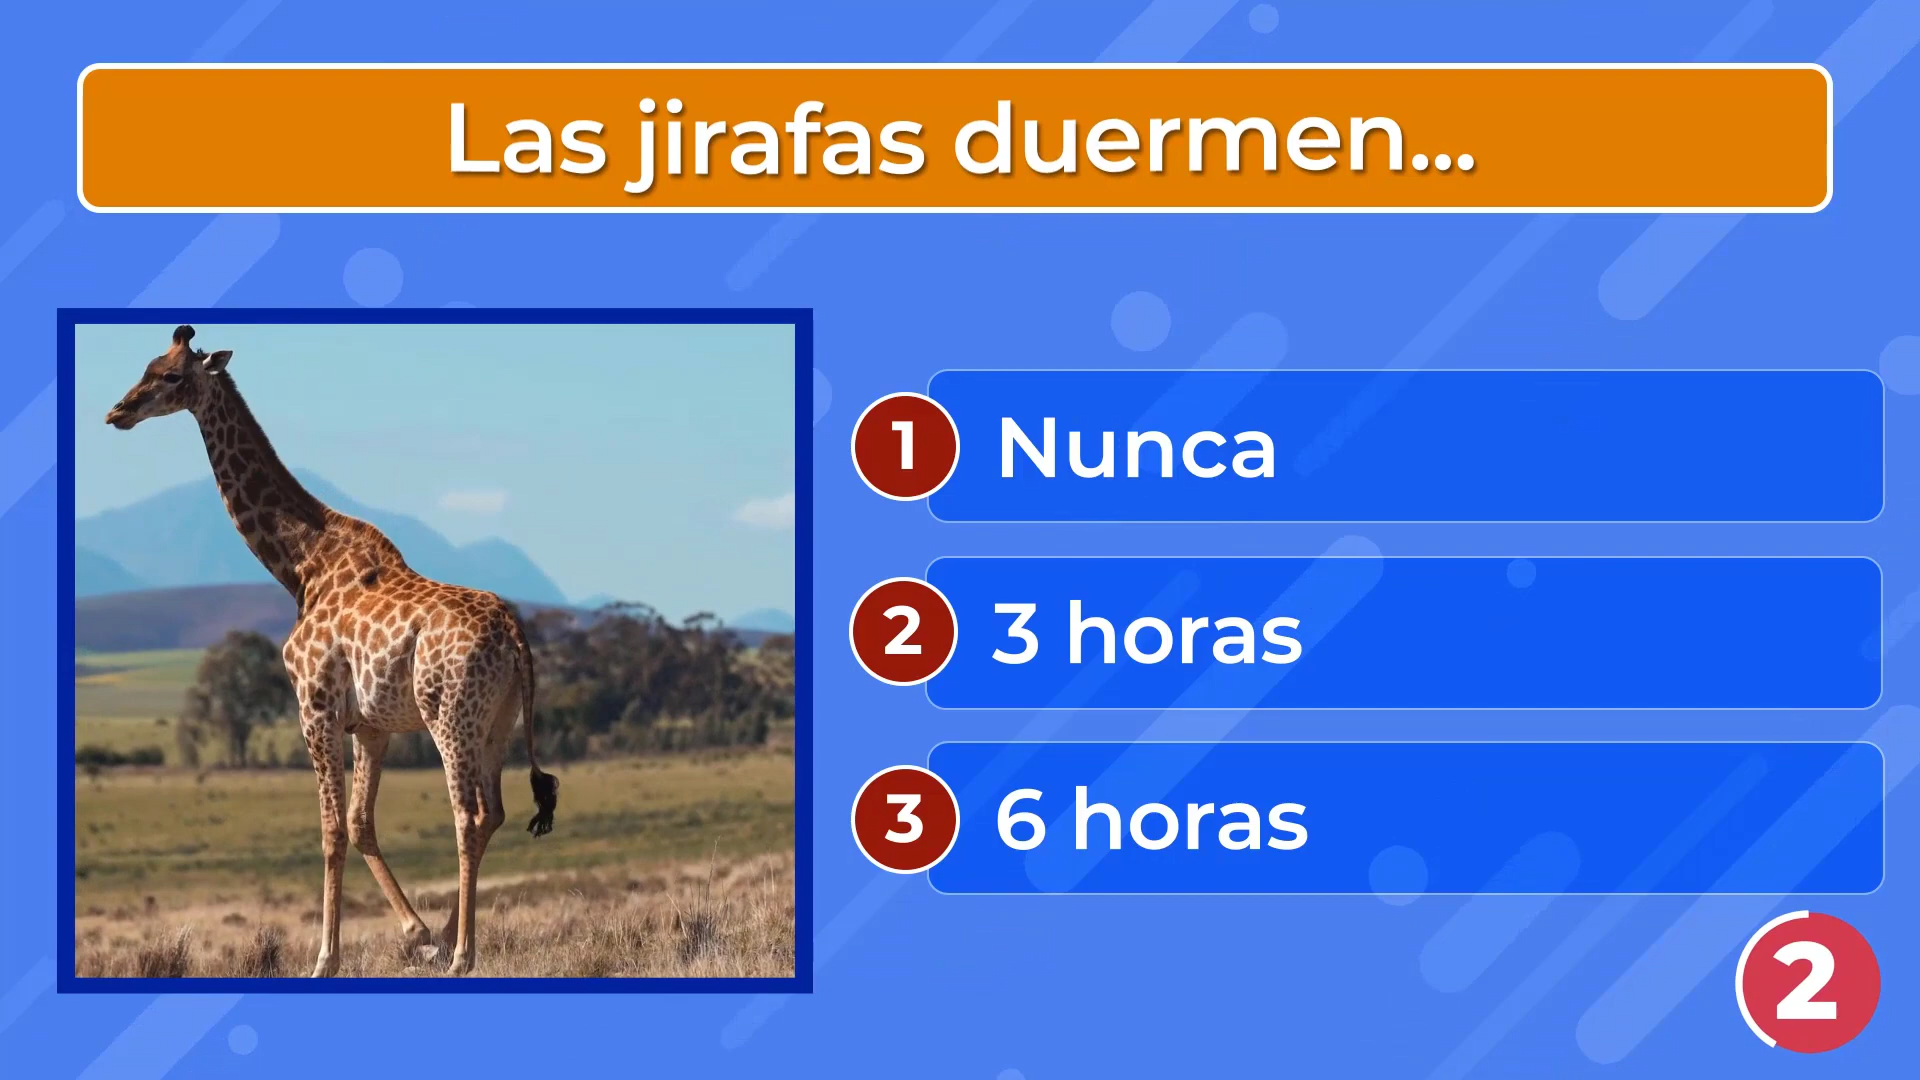 Las jirafas duermen...
1 Nunca
2 3 horas
3 6 horas
2